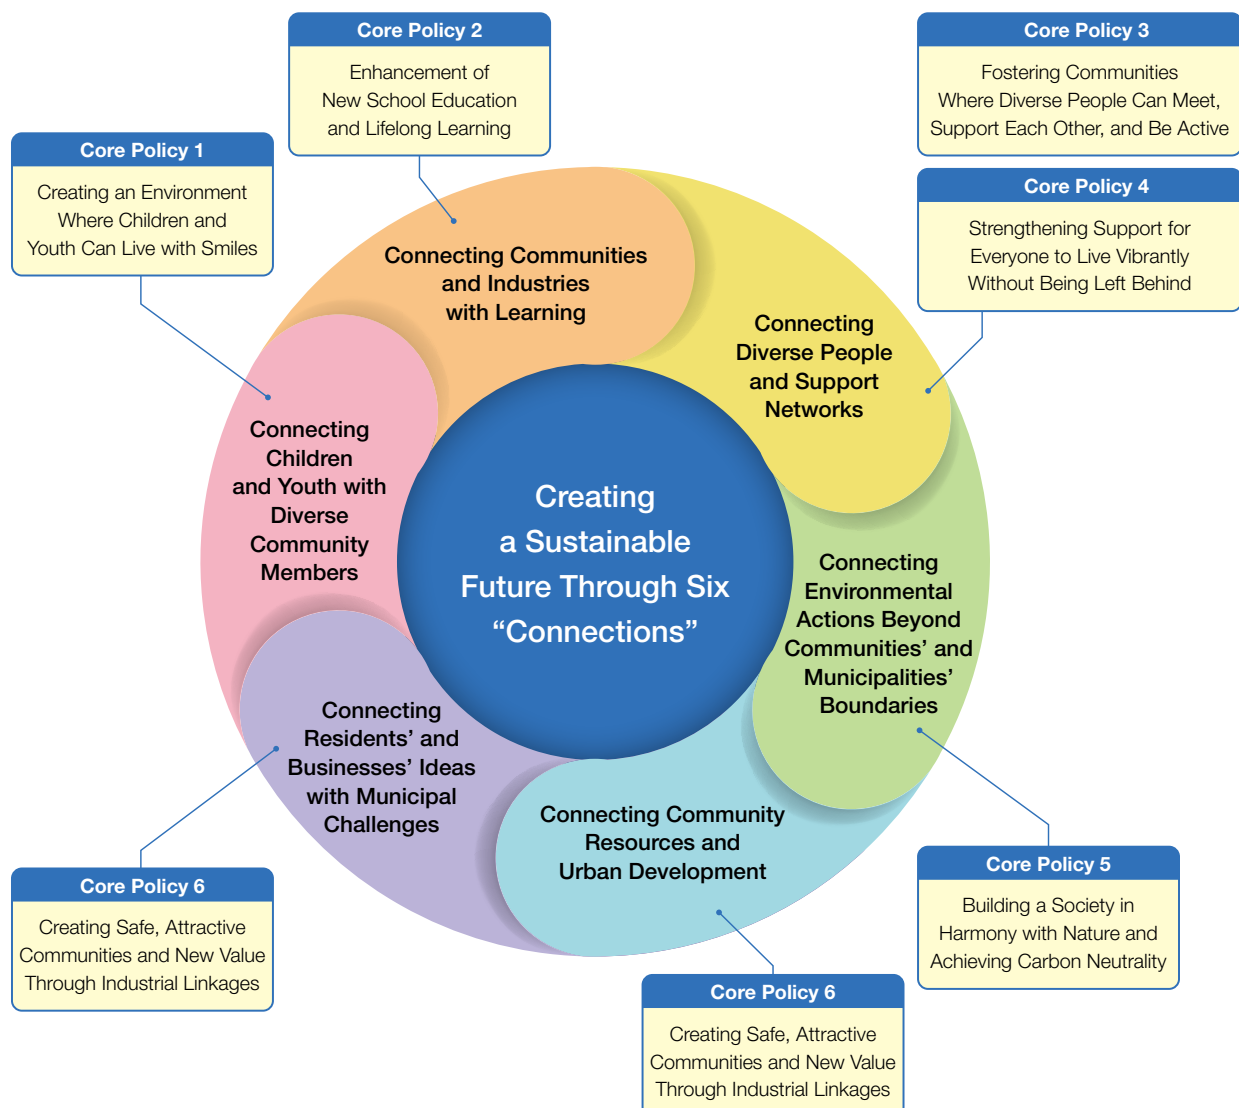 Core Policy 2
Enhancement of
New School Education
and Lifelong Learning
Core Policy 3
Fostering Communities
Where Diverse People Can Meet,
Support Each Other, and Be Active
Core Policy 1
Creating an Environment
Where Children and
Youth Can Live with Smiles
Core Policy 4
Strengthening Support for
Everyone to Live Vibrantly
Without Being Left Behind
Connecting Communities
and Industries
with Learning
Connecting
Diverse People
and Support
Networks
Connecting
Children
and Youth with
Diverse
Community
Members
Creating
a Sustainable
Future Through Six
“Connections”
Connecting
Environmental
Actions Beyond
Communities’ and
Municipalities’
Boundaries
Connecting
Residents’ and
Businesses’ Ideas
with Municipal
Challenges
Connecting Community
Resources and
Urban Development
Core Policy 6
Creating Safe, Attractive
Communities and New Value
Through Industrial Linkages
Core Policy 5
Building a Society in
Harmony with Nature and
Achieving Carbon Neutrality
Core Policy 6
Creating Safe, Attractive
Communities and New Value
Through Industrial Linkages